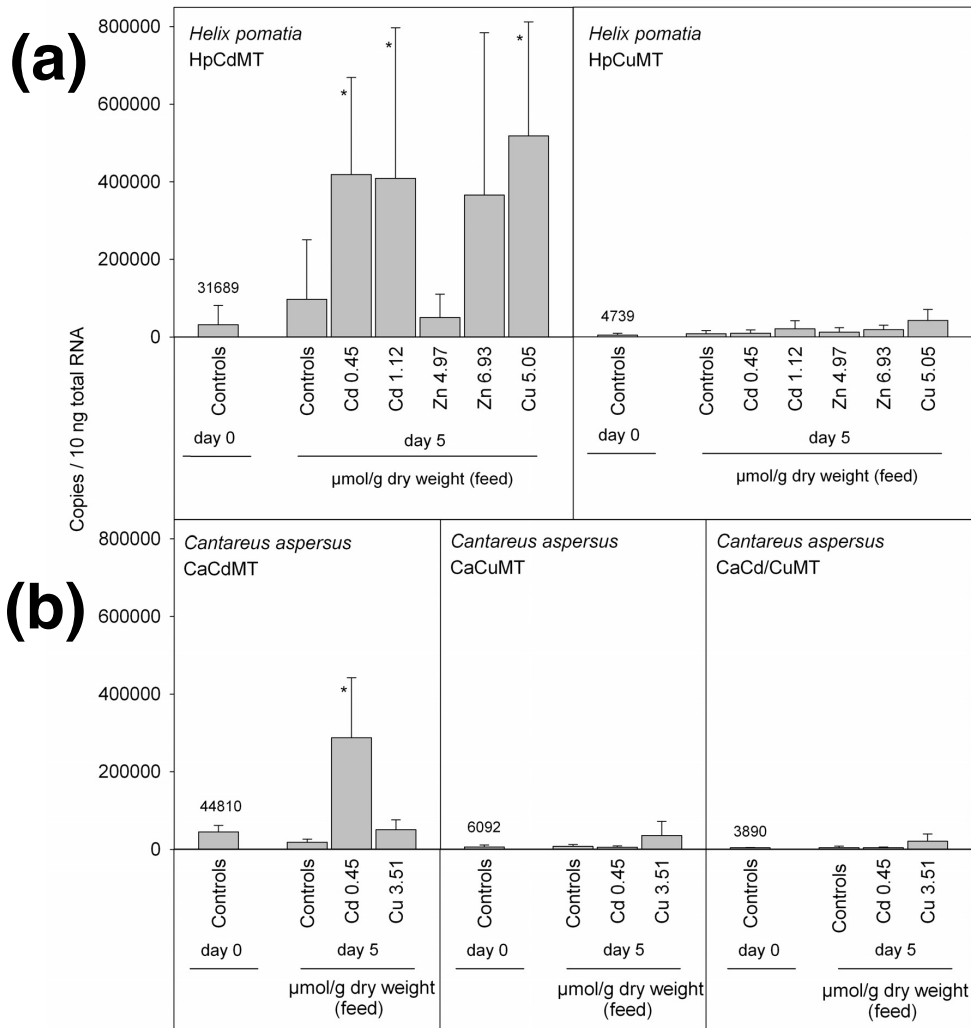 (a)
Copies / 10 ng total RNA
800000
600000
400000
200000
0
Helix pomatia
HpCdMT
31689
*
*
*
Controls
Controls
Cd 0.45
Cd 1.12
Zn 4.97
Zn 6.93
Cu 5.05
day 0
day 5
µmol/g dry weight (feed)
Helix pomatia
HpCuMT
4739
Controls
Controls
Cd 0.45
Cd 1.12
Zn 4.97
Zn 6.93
Cu 5.05
day 0
day 5
µmol/g dry weight (feed)
(b)
800000
600000
400000
200000
0
Cantareus aspersus
CaCdMT
44810
*
Controls
Controls
Cd 0.45
Cu 3.51
day 0
day 5
µmol/g dry weight
(feed)
Cantareus aspersus
CaCuMT
6092
Controls
Controls
Cd 0.45
Cu 3.51
day 0
day 5
µmol/g dry weight
(feed)
Cantareus aspersus
CaCd/CuMT
3890
Controls
Controls
Cd 0.45
Cu 3.51
day 0
day 5
µmol/g dry weight
(feed)